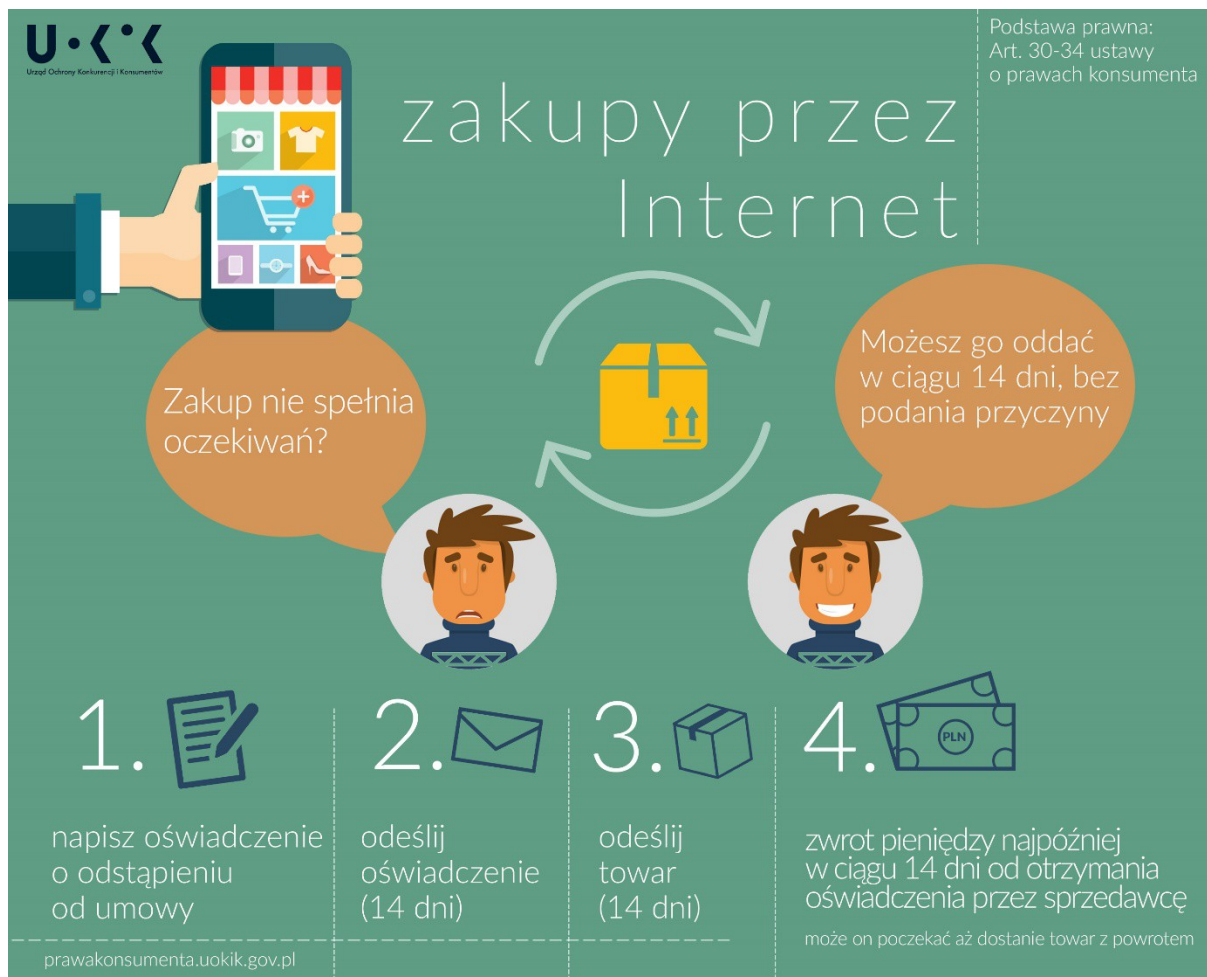 U·K·K
Urząd Ochrony Konkurencji i Konsumentów
Podstawa prawna:
Art. 30-34 ustawy
o prawach konsumenta
zakupy przez
Internet
Zakup nie spełnia
oczekiwań?
Możesz go oddać
w ciągu 14 dni, bez
podania przyczyny
1.
napisz oświadczenie
o odstąpieniu
od umowy
2.
odeślij
oświadczenie
(14 dni)
3.
odeślij
towar
(14 dni)
4.
PLN
zwrot pieniędzy najpóźniej
w ciągu 14 dni od otrzymania
oświadczenia przez sprzedawcę
może on poczekać aż dostanie towar z powrotem
prawakonsumenta.uokik.gov.pl